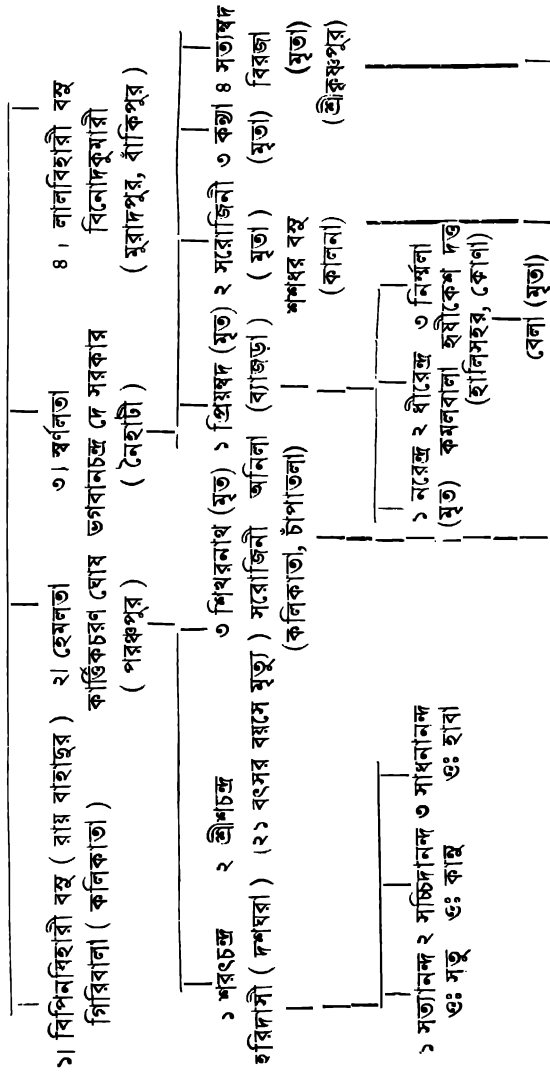 ১। বিপিনবিহারী বসু ( রায় বাহাদুর ) ২। হেমলতা ৩। স্বর্ণলতা ৪। লালবিহারী বসু
গিরিবালা ( কলিকাতা ) কার্ত্তিকচরণ ঘোষ ভগবানচন্দ্র দে সরকার বিনোদকুমারী
( পরঞ্চপুর ) ( নৈহাটী ) ( মুরাদপুর, বাঁকিপুর )
১ শরৎচন্দ্র ২ শ্রীশচন্দ্র ৩ শিখরনাথ (মৃত) ১ প্রিয়ম্বদ (মৃত) ২ সরোজিনী ৩ কন্যা ৪ সত্যম্বদ
হরিদাসী ( দশঘরা ) (২১ বৎসর বয়সে মৃত্যু ) সরোজিনী অনিলা (ব্যাজড়া ) ( মৃতা ) (মৃতা) বিরজা
(কলিকাতা, চাঁপাতলা) শশধর বসু (মৃতা)
(কালনা) (শ্রীকৃষ্ণপুর)
১ সত্যানন্দ ২ সচ্চিদানন্দ ৩ সাধনানন্দ ১ নরেন্দ্র ২ ধীরেন্দ্র ৩ নির্ম্মলা
ওঃ সতু ওঃ কানু ওঃ হাবা (মৃত) কমলবালা হৃষীকেশ দত্ত
(হালিসহর, কোণা)
বেলা (মৃতা)